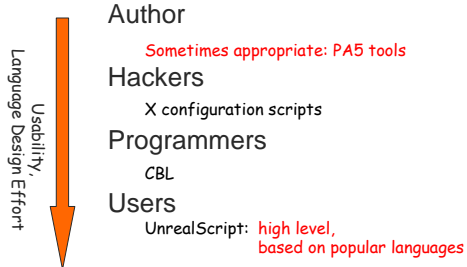 Author
Sometimes appropriate: PA5 tools
Hackers
X configuration scripts
Programmers
CBL
Users
UnrealScript: high level,
based on popular languages
Usability,
Language Design Effort